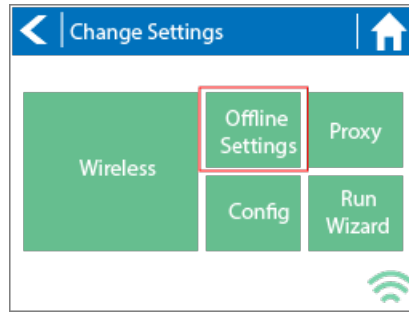 Change Settings
Wireless
Offline
Settings
Proxy
Config
Run
Wizard